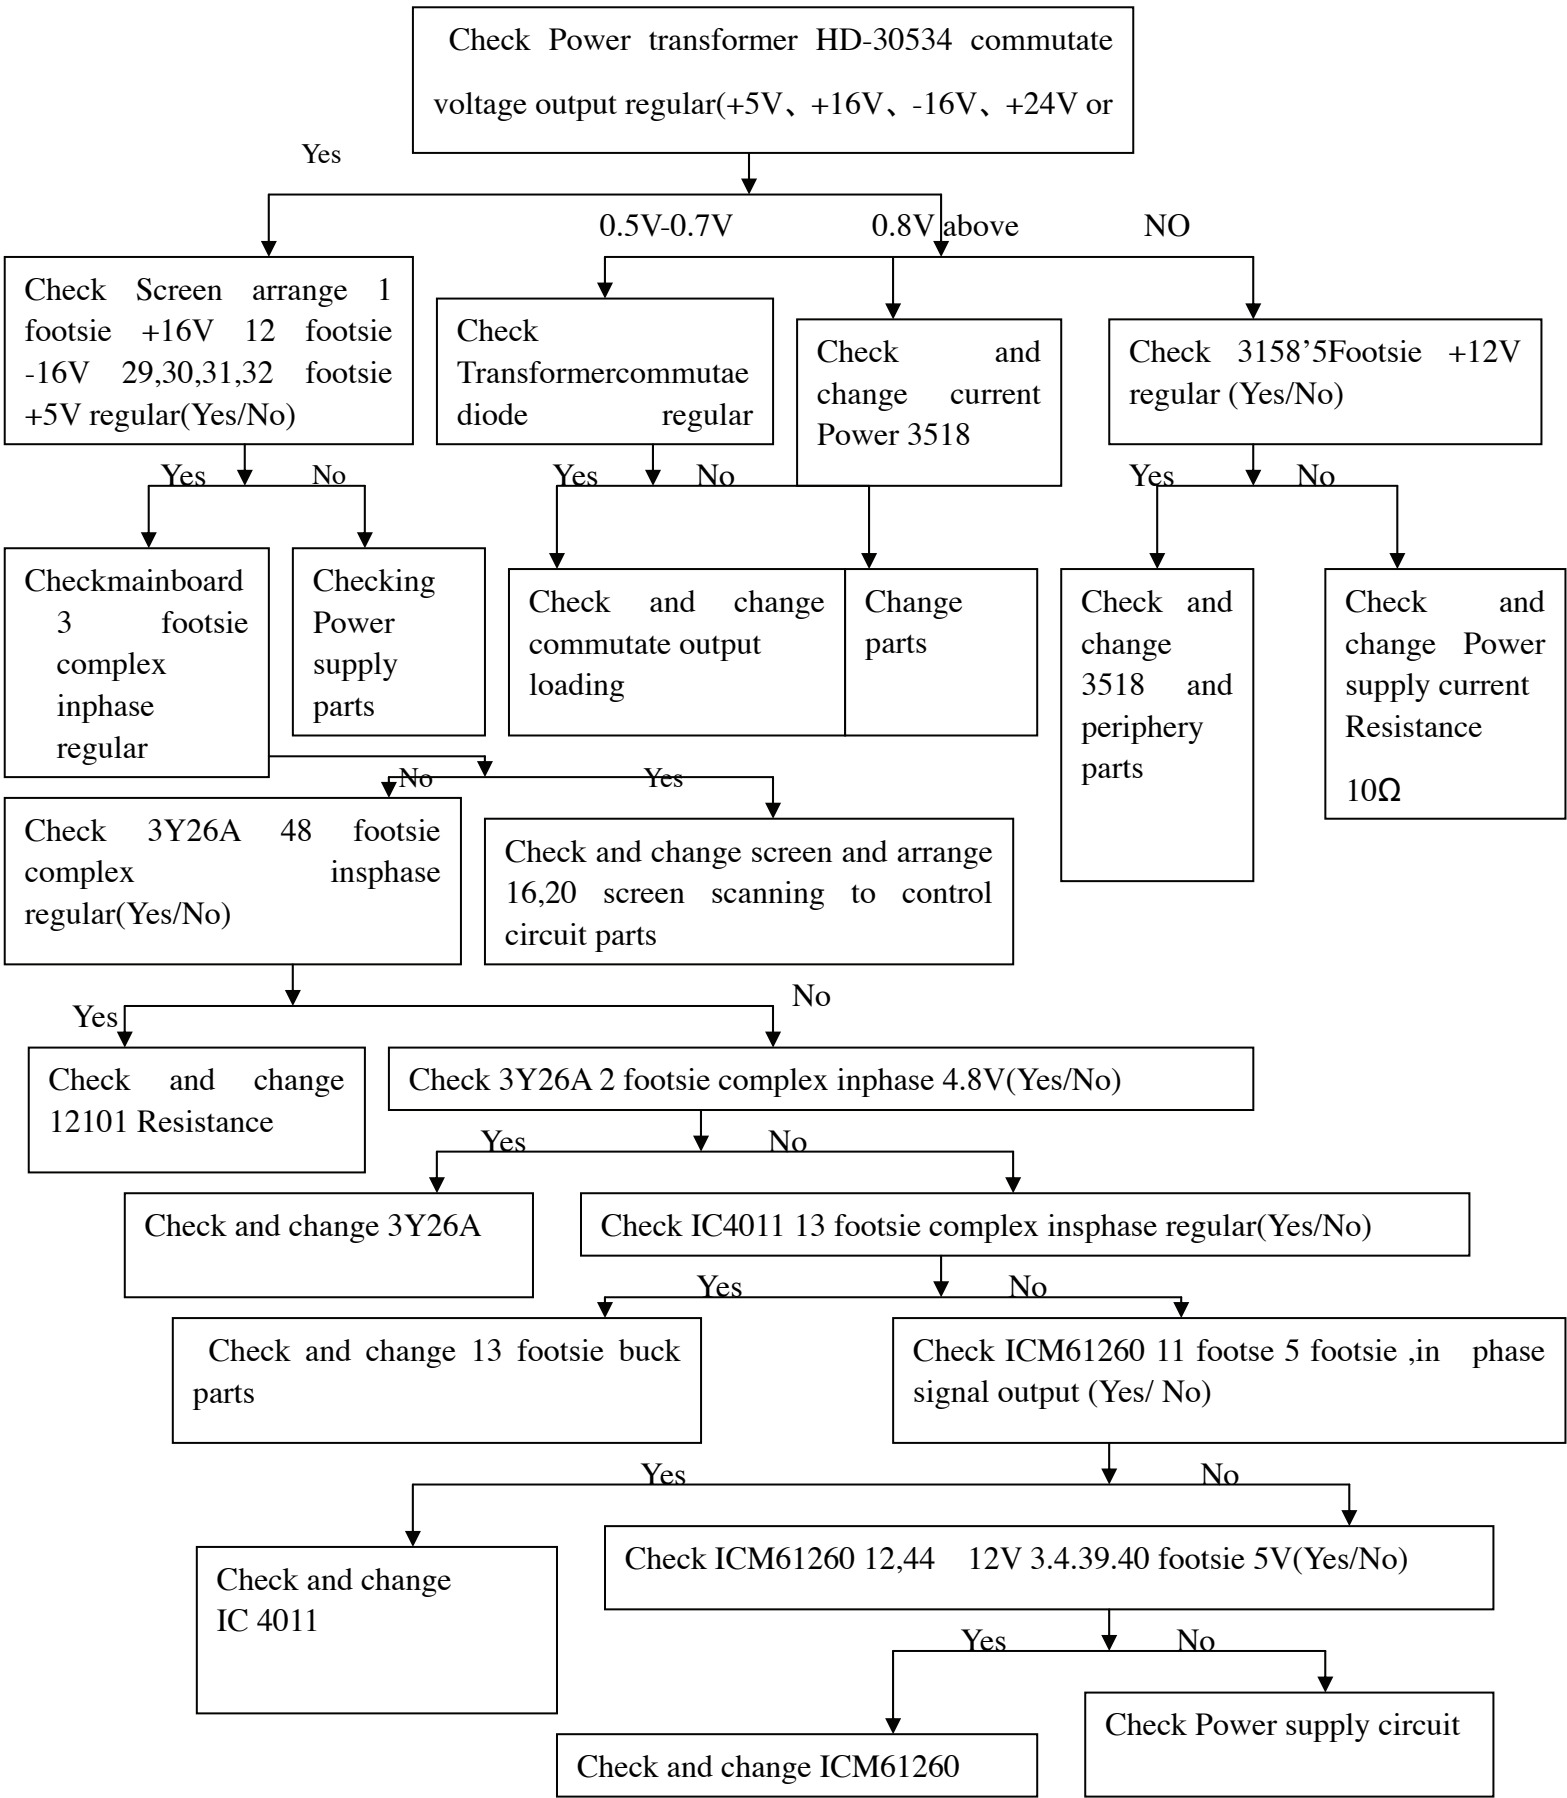 Check Power transformer HD-30534 commutate
voltage output regular(+5V、+16V、-16V、+24V or
Yes
0.5V-0.7V
0.8V above
NO
Check Screen arrange 1
footsie +16V 12 footsie
-16V 29,30,31,32 footsie
+5V regular(Yes/No)
Check
Transformercommutae
diode regular
Check and
change current
Power 3518
Check 3158’5Footsie +12V
regular (Yes/No)
Yes
No
Yes
No
Yes
No
Checkmainboard
3 footsie
complex
inphase
regular
Checking
Power
supply
parts
Check and change
commutate output
loading
Change
parts
Check and
change
3518 and
periphery
parts
Check and
change Power
supply current
Resistance
10Ω
No
Yes
Check 3Y26A 48 footsie
complex insphase
regular(Yes/No)
Check and change screen and arrange
16,20 screen scanning to control
circuit parts
Yes
No
Check and change
12101 Resistance
Check 3Y26A 2 footsie complex inphase 4.8V(Yes/No)
Yes
No
Check and change 3Y26A
Check IC4011 13 footsie complex insphase regular(Yes/No)
Yes
No
Check and change 13 footsie buck
parts
Check ICM61260 11 footse 5 footsie ,in phase
signal output (Yes/ No)
Yes
No
Check and change
IC 4011
Check ICM61260 12,44 12V 3.4.39.40 footsie 5V(Yes/No)
Yes
No
Check and change ICM61260
Check Power supply circuit